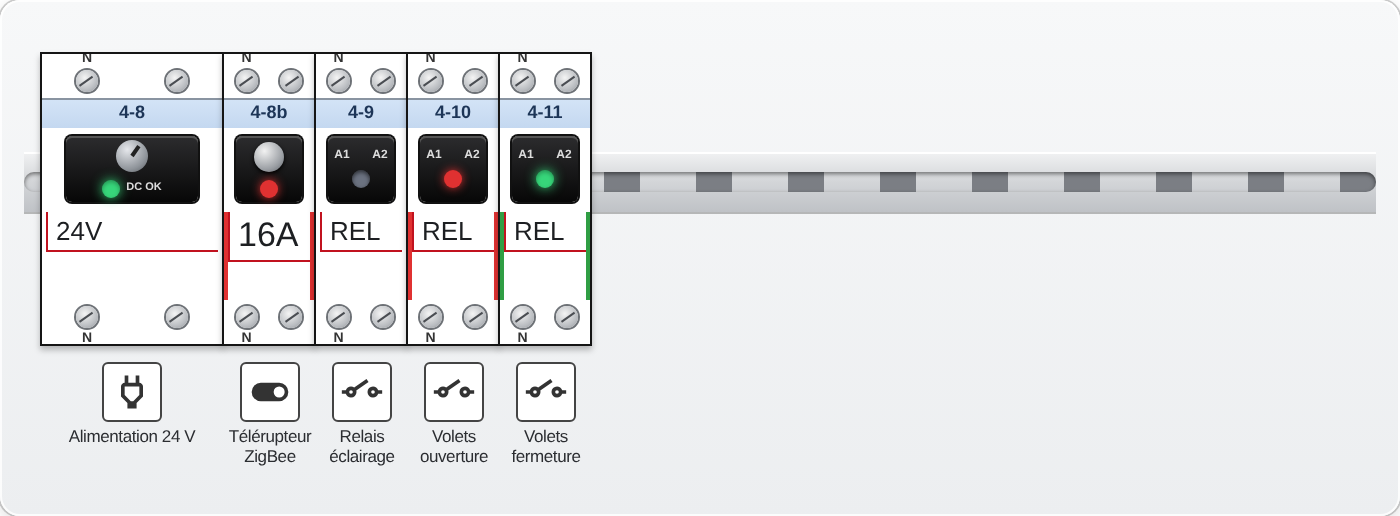 N N N N N
4-8 4-8b 4-9 4-10 4-11
A1 A2 A1 A2 A1 A2
DC OK
24V 16A REL REL REL
N N N N N
Alimentation 24 V
Télérupteur
ZigBee
Relais
éclairage
Volets
ouverture
Volets
fermeture